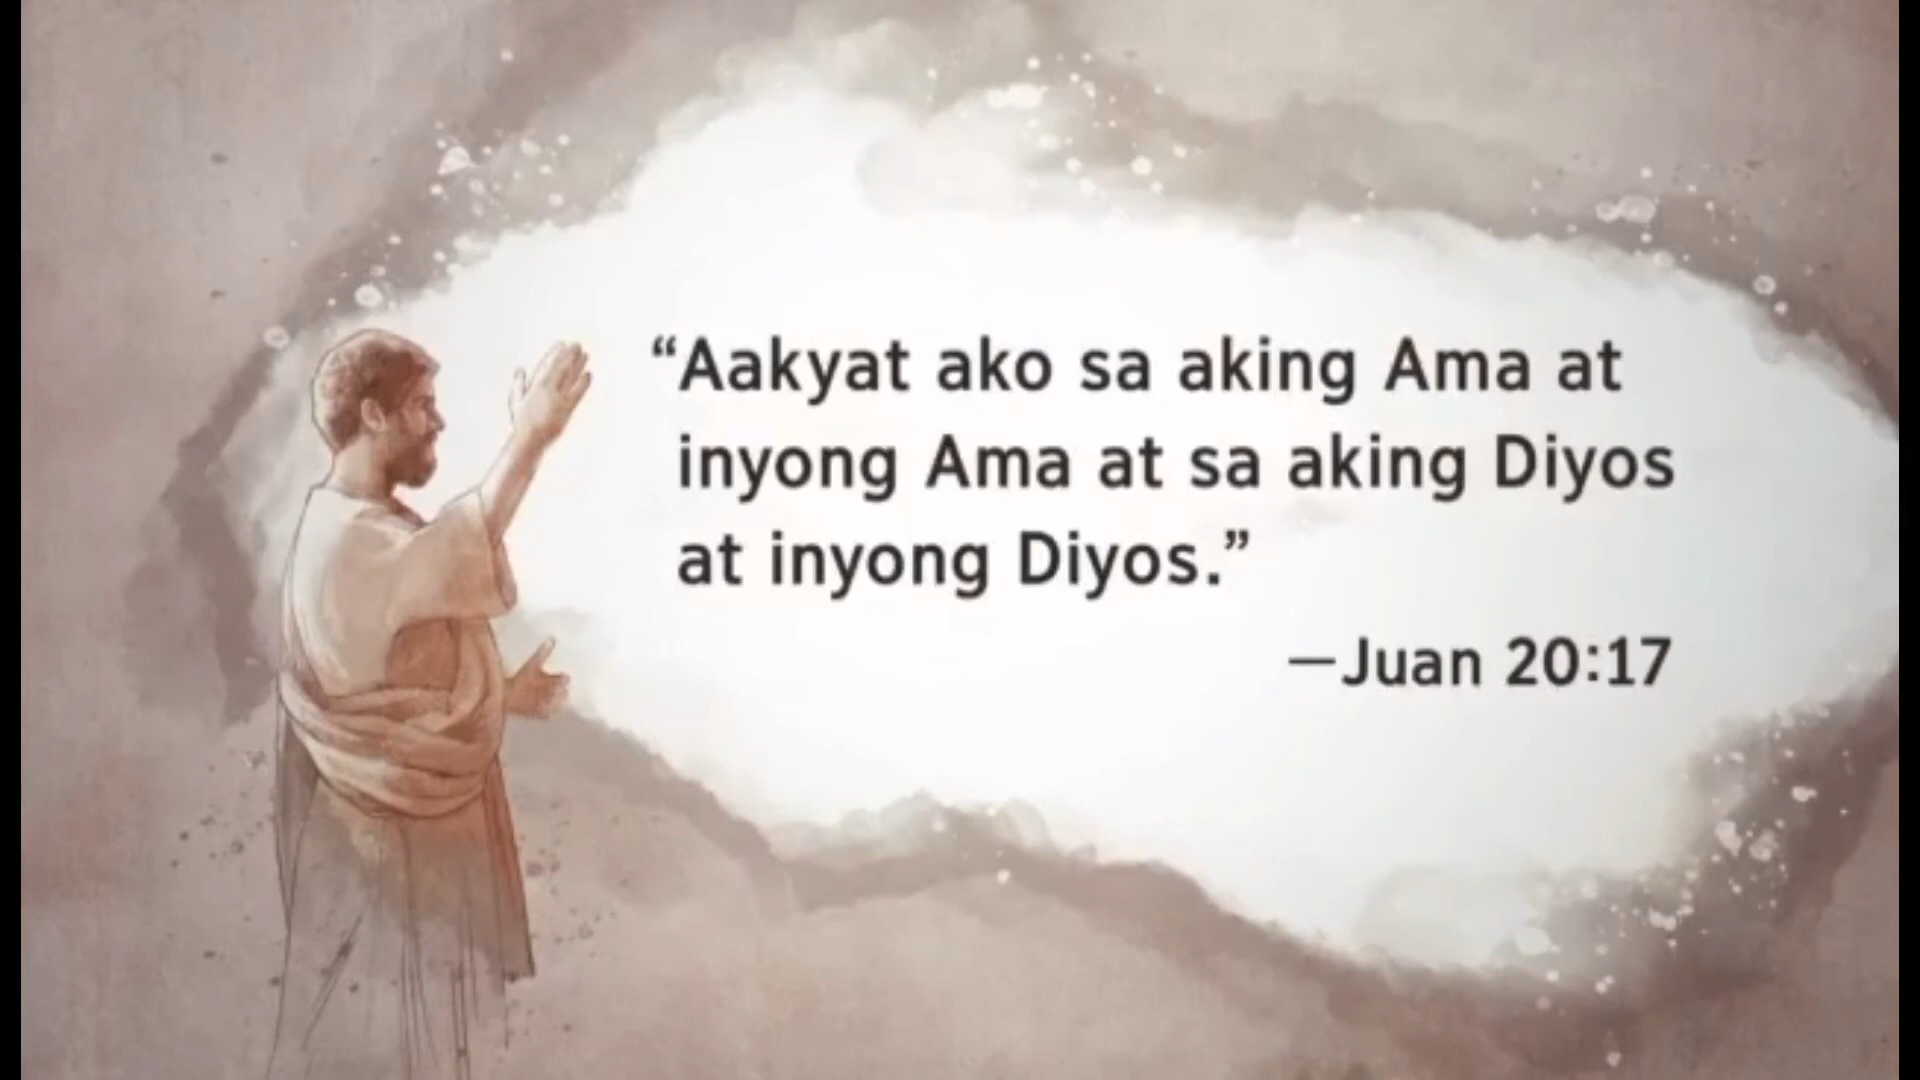 “Aakyat ako sa aking Ama at
inyong Ama at sa aking Diyos
at inyong Diyos.”
—Juan 20:17